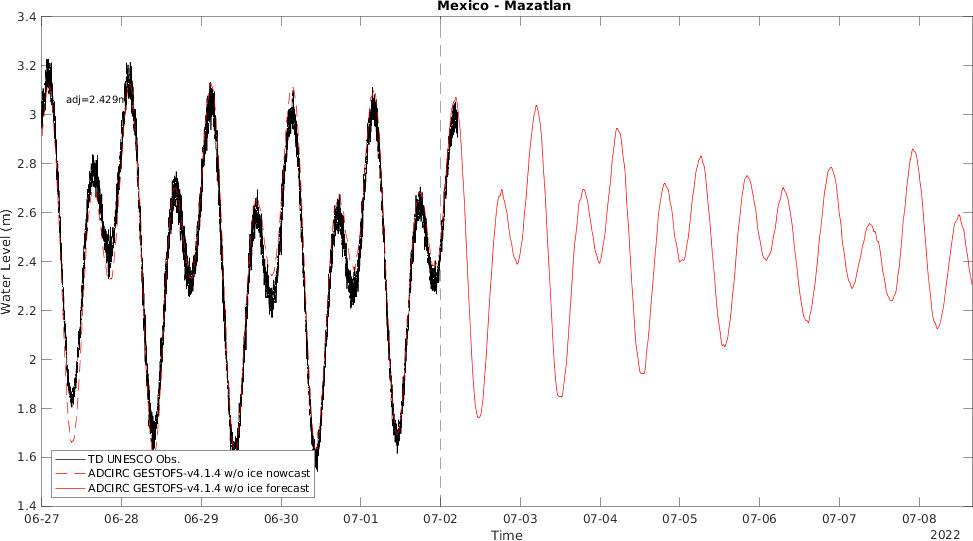 Mexico - Mazatlan
3.4
3.2
3
2.8
2.6
2.4
2.2
2
1.8
1.6
1.4
Water Level (m)
adj=2.429m
TD UNESCO Obs.
ADCIRC GESTOFS-v4.1.4 w/o ice nowcast
ADCIRC GESTOFS-v4.1.4 w/o ice forecast
06-27 06-28 06-29 06-30 07-01 07-02 07-03 07-04 07-05 07-06 07-07 07-08
Time
2022